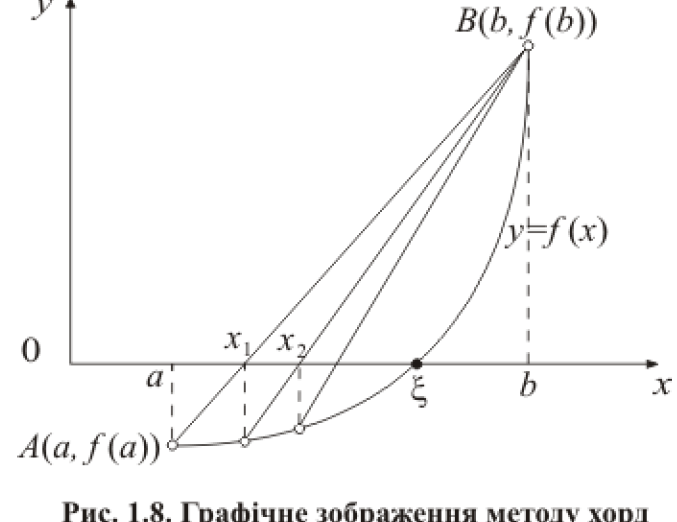 y
B(b, f (b))
y=f (x)
0
x₁
x₂
a
ξ
b
x
A(a, f (a))
Рис. 1.8. Графічне зображення методу хорд